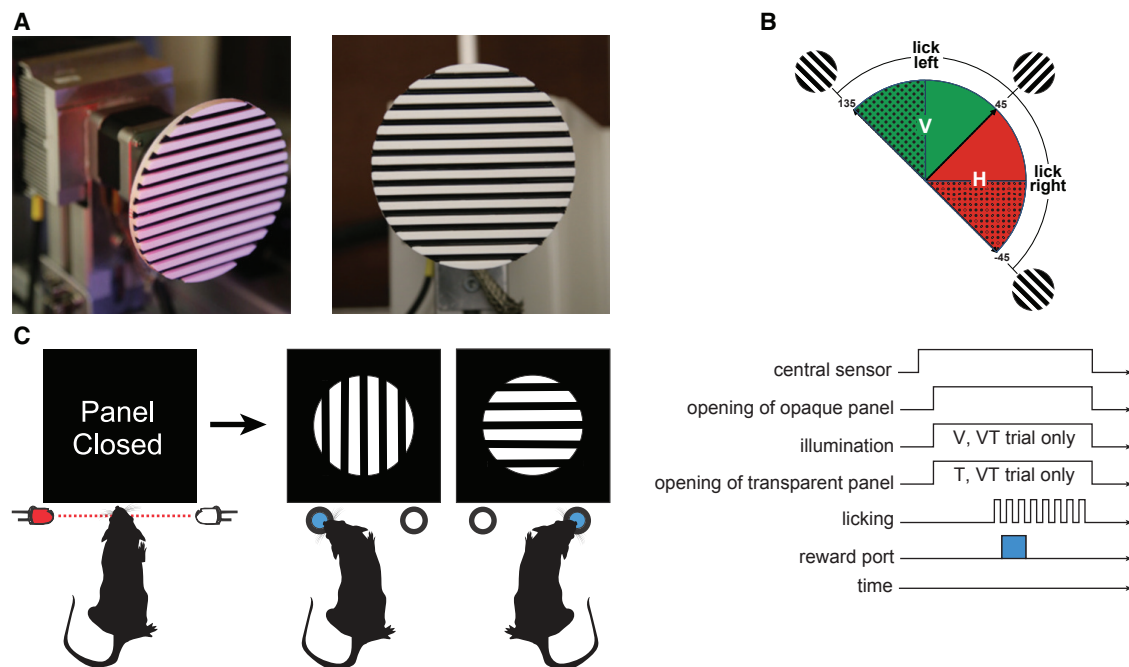 A
B
lick
left
135
45
V
H
lick
right
-45
C
Panel
Closed
central sensor
opening of opaque panel
illumination
V, VT trial only
opening of transparent panel
T, VT trial only
licking
reward port
time